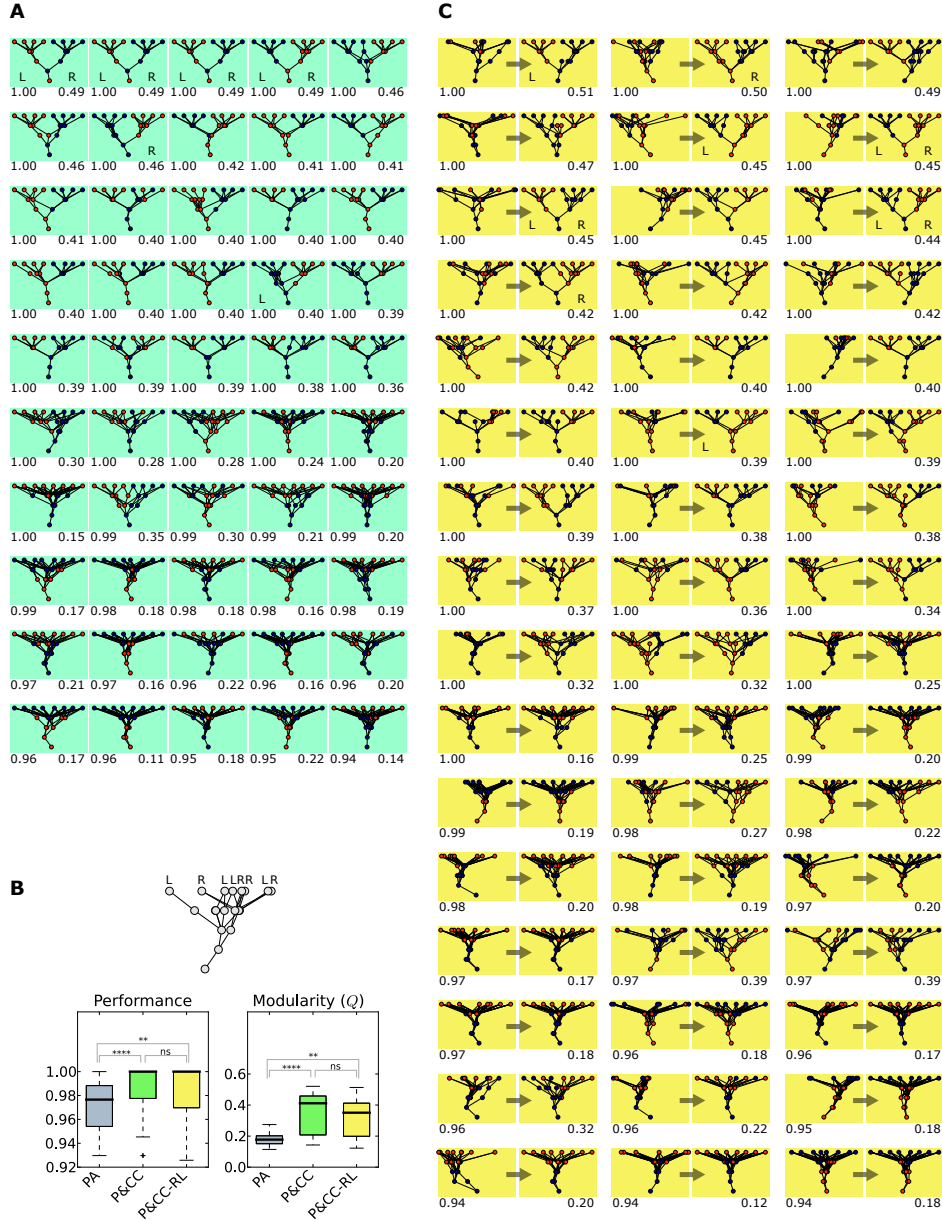 A
L R L R L R L R
1.00 0.49 1.00 0.49 1.00 0.49 1.00 0.49 1.00 0.46
R
1.00 0.46 1.00 0.46 1.00 0.42 1.00 0.41 1.00 0.41
1.00 0.41 1.00 0.40 1.00 0.40 1.00 0.40 1.00 0.40
L
1.00 0.40 1.00 0.40 1.00 0.40 1.00 0.40 1.00 0.39
1.00 0.39 1.00 0.39 1.00 0.39 1.00 0.38 1.00 0.36
1.00 0.30 1.00 0.28 1.00 0.28 1.00 0.24 1.00 0.20
1.00 0.15 0.99 0.35 0.99 0.30 0.99 0.21 0.99 0.20
0.99 0.17 0.98 0.18 0.98 0.18 0.98 0.16 0.98 0.19
0.97 0.21 0.97 0.16 0.96 0.22 0.96 0.16 0.96 0.20
0.96 0.17 0.96 0.11 0.95 0.18 0.95 0.22 0.94 0.14
B
L R L L R R L R
Performance
**
**** ns
1.00
0.98
0.96
0.94
0.92
PA P&CC P&CC-RL
Modularity (Q)
**
**** ns
0.6
0.4
0.2
0.0
PA P&CC P&CC-RL
C
L R
1.00 0.51 1.00 0.50 1.00 0.49
L L R
1.00 0.47 1.00 0.45 1.00 0.45
L R L R
1.00 0.45 1.00 0.45 1.00 0.44
R
1.00 0.42 1.00 0.42 1.00 0.42
1.00 0.42 1.00 0.40 1.00 0.40
L
1.00 0.40 1.00 0.39 1.00 0.39
1.00 0.39 1.00 0.38 1.00 0.38
1.00 0.37 1.00 0.36 1.00 0.34
1.00 0.32 1.00 0.32 1.00 0.25
1.00 0.16 0.99 0.25 0.99 0.20
0.99 0.19 0.98 0.27 0.98 0.22
0.98 0.20 0.98 0.19 0.97 0.20
0.97 0.17 0.97 0.39 0.97 0.39
0.97 0.18 0.96 0.18 0.96 0.17
0.96 0.32 0.96 0.22 0.95 0.18
0.94 0.20 0.94 0.12 0.94 0.18